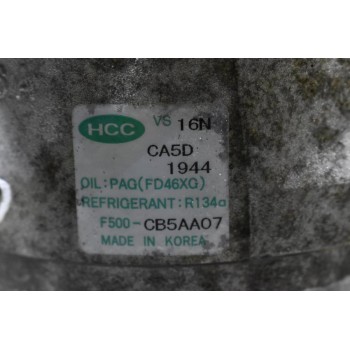 HCC VS 16N
CA5D
1944
OIL:PAG(FD46XG)
REFRIGERANT:R134a
F500-CB5AA07
MADE IN KOREA